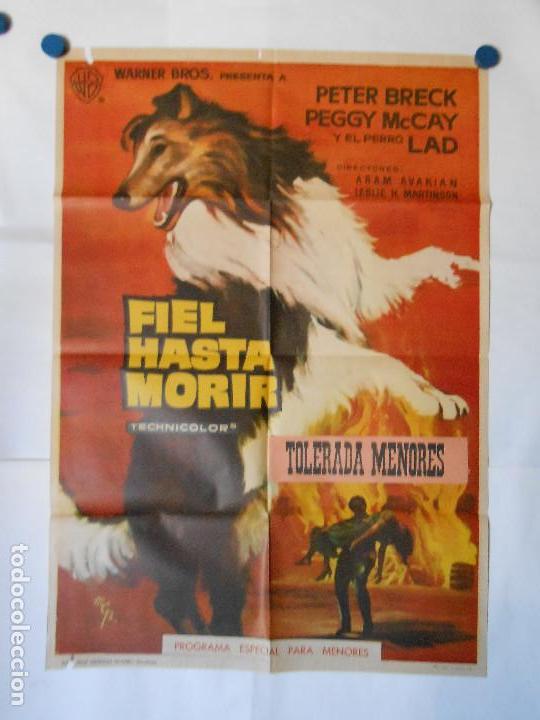 WB
WARNER BROS. PRESENTA A
PETER BRECK
PEGGY McCAY
Y EL PERRO LAD
DIRECTORES:
ARAM AVAKIAN
LESLIE H. MARTINSON
FIEL
HASTA
MORIR
TECHNICOLOR®
TOLERADA MENORES
PROGRAMA ESPECIAL PARA MENORES
todocoleccion